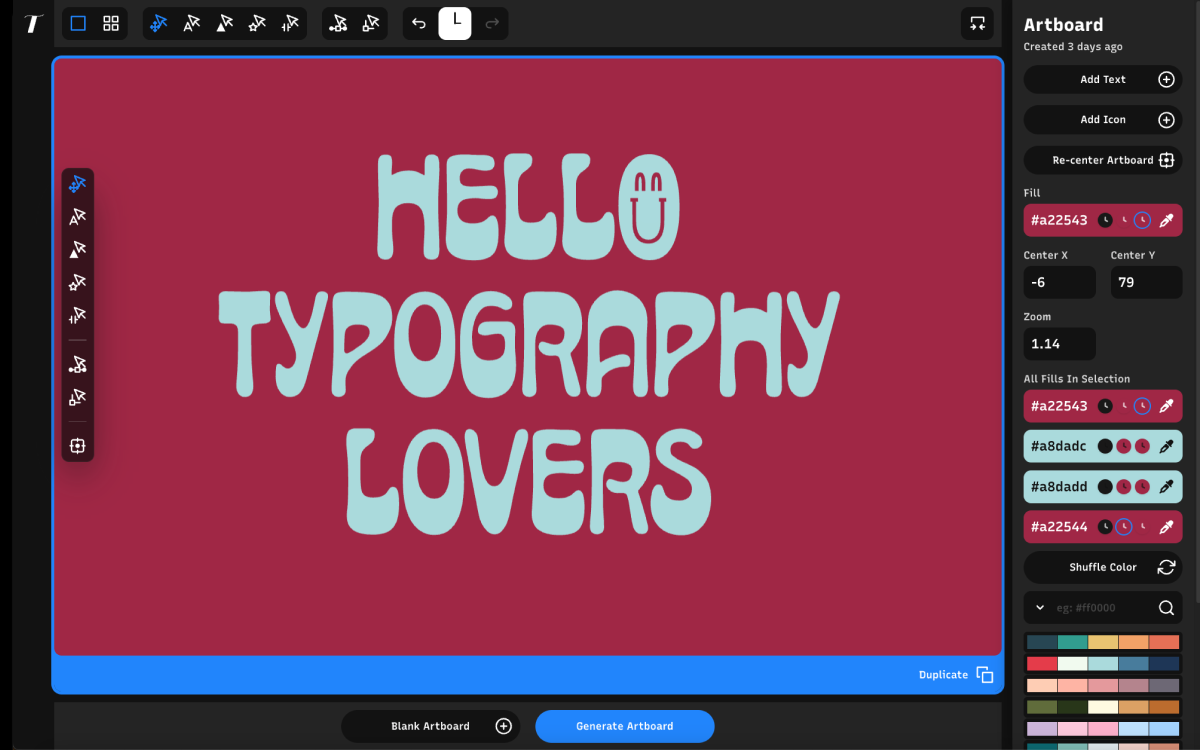 T
Artboard
Created 3 days ago
Add Text
Add Icon
Re-center Artboard
Fill
#a22543
Center X
Center Y
-6
79
Zoom
1.14
All Fills In Selection
#a22543
#a8dadc
#a8dadd
#a22544
Shuffle Color
eg: #ff0000
HELLO
TYPOGRAPHY
LOVERS
Duplicate
Blank Artboard
Generate Artboard